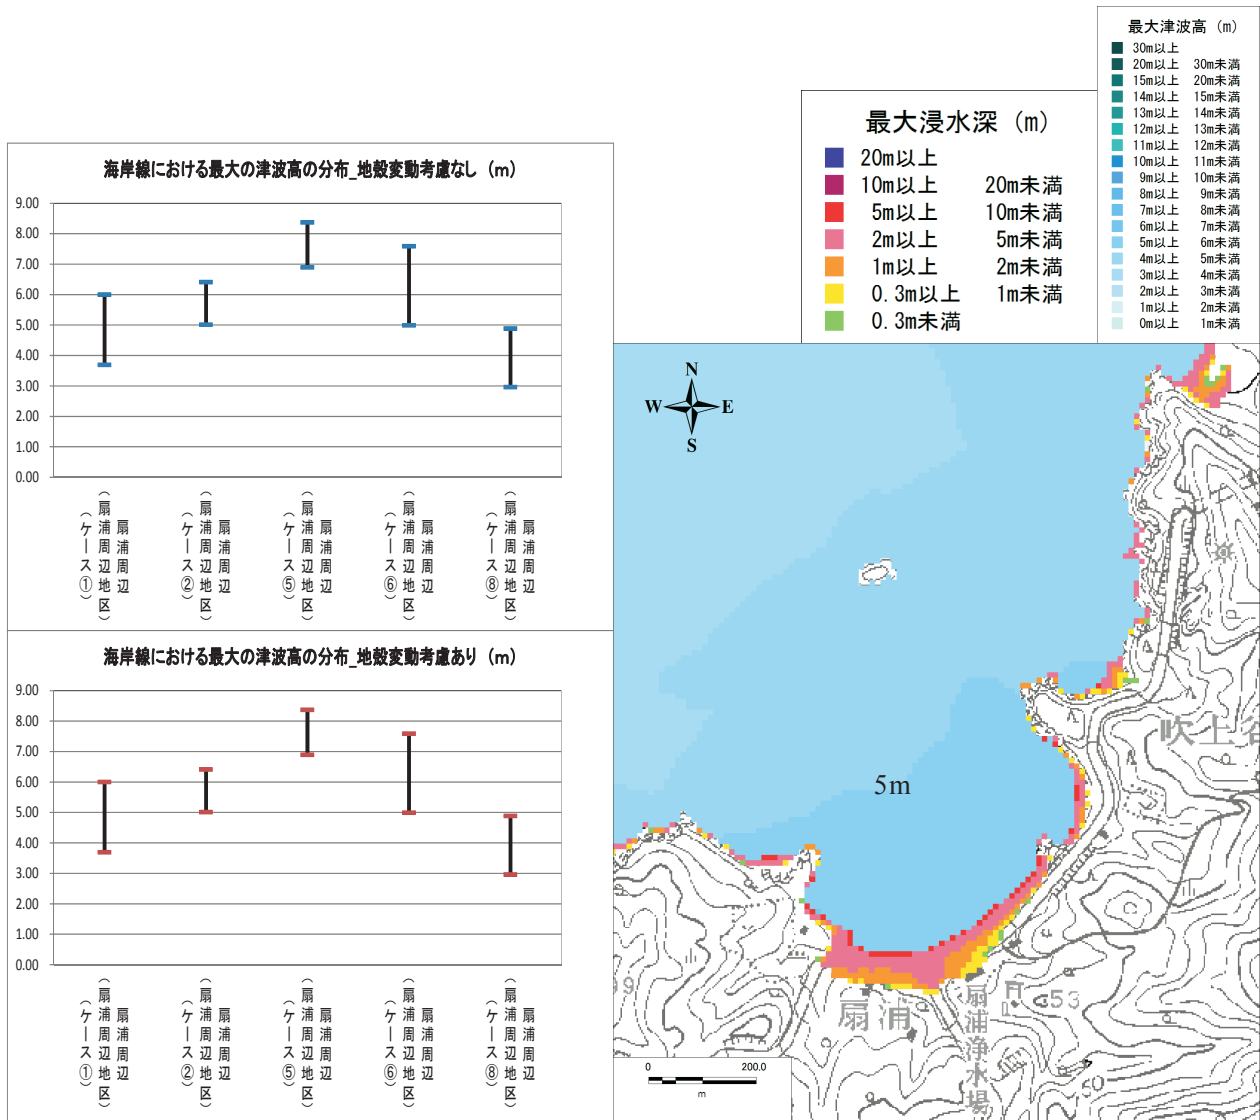 海岸線における最大の津波高の分布_地殻変動考慮なし（m）
9.00
8.00
7.00
6.00
5.00
4.00
3.00
2.00
1.00
0.00
扇浦周辺
（扇浦周辺地区）
（ケース①）
扇浦周辺
（扇浦周辺地区）
（ケース②）
扇浦周辺
（扇浦周辺地区）
（ケース⑤）
扇浦周辺
（扇浦周辺地区）
（ケース⑥）
扇浦周辺
（扇浦周辺地区）
（ケース⑧）
海岸線における最大の津波高の分布_地殻変動考慮あり（m）
9.00
8.00
7.00
6.00
5.00
4.00
3.00
2.00
1.00
0.00
扇浦周辺
（扇浦周辺地区）
（ケース①）
扇浦周辺
（扇浦周辺地区）
（ケース②）
扇浦周辺
（扇浦周辺地区）
（ケース⑤）
扇浦周辺
（扇浦周辺地区）
（ケース⑥）
扇浦周辺
（扇浦周辺地区）
（ケース⑧）
最大浸水深（m）
20m以上
10m以上 20m未満
5m以上 10m未満
2m以上 5m未満
1m以上 2m未満
0.3m以上 1m未満
0.3m未満
最大津波高（m）
30m以上
20m以上 30m未満
15m以上 20m未満
14m以上 15m未満
13m以上 14m未満
12m以上 13m未満
11m以上 12m未満
10m以上 11m未満
9m以上 10m未満
8m以上 9m未満
7m以上 8m未満
6m以上 7m未満
5m以上 6m未満
4m以上 5m未満
3m以上 4m未満
2m以上 3m未満
1m以上 2m未満
0m以上 1m未満
N
W E
S
吹上谷
5m
99
扇浦
扇浦浄水場
53
0 200.0
m